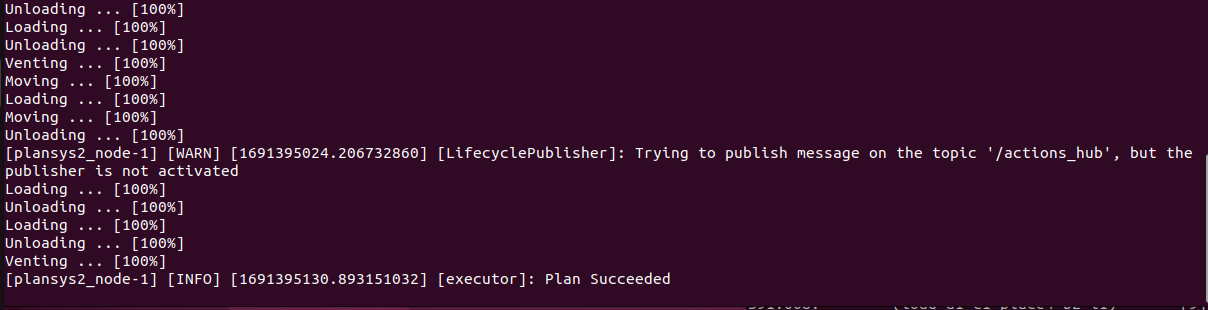 Unloading ... [100%]
Loading ... [100%]
Unloading ... [100%]
Venting ... [100%]
Moving ... [100%]
Loading ... [100%]
Moving ... [100%]
Unloading ... [100%]
[plansys2_node-1] [WARN] [1691395024.206732860] [LifecyclePublisher]: Trying to publish message on the topic '/actions_hub', but the
publisher is not activated
Loading ... [100%]
Unloading ... [100%]
Loading ... [100%]
Unloading ... [100%]
Venting ... [100%]
[plansys2_node-1] [INFO] [1691395130.893151032] [executor]: Plan Succeeded